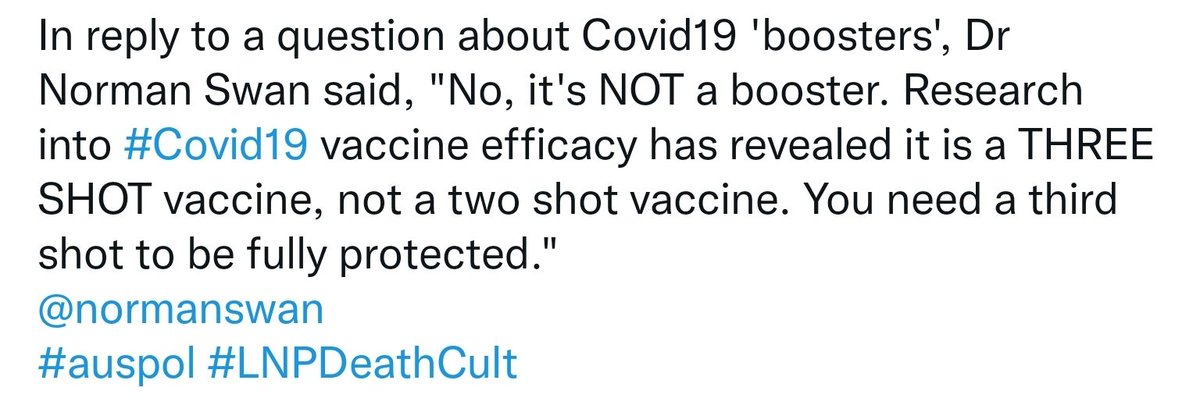 In reply to a question about Covid19 'boosters', Dr
Norman Swan said, "No, it's NOT a booster. Research
into #Covid19 vaccine efficacy has revealed it is a THREE
SHOT vaccine, not a two shot vaccine. You need a third
shot to be fully protected."
@normanswan
#auspol #LNPDeathCult